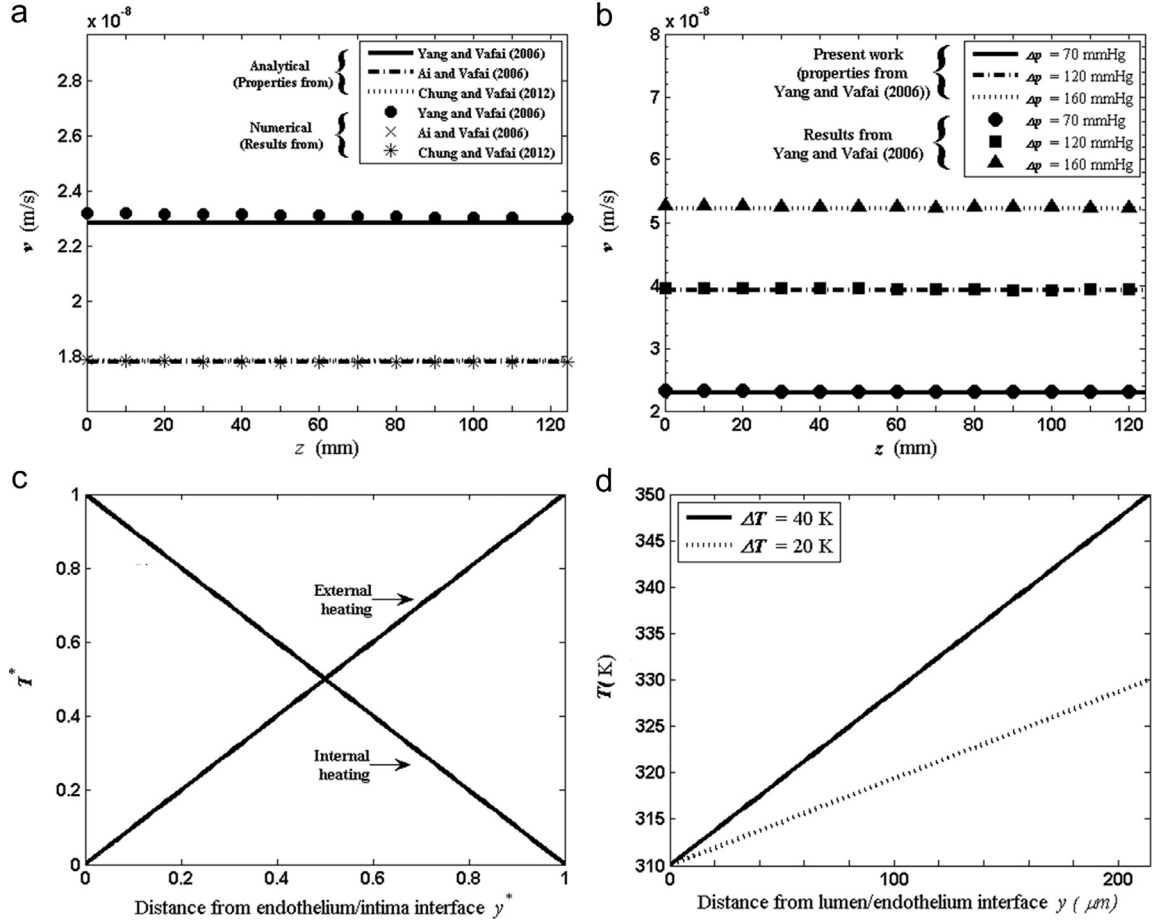 a
x 10⁻⁸
Analytical
(Properties from)
Yang and Vafai (2006)
Ai and Vafai (2006)
Chung and Vafai (2012)
Numerical
(Results from)
Yang and Vafai (2006)
Ai and Vafai (2006)
Chung and Vafai (2012)
2.8
2.6
2.4
2.2
2
1.8
v (m/s)
0 20 40 60 80 100 120
z (mm)
b
x 10⁻⁸
Present work
(properties from
Yang and Vafai (2006))
Δp = 70 mmHg
Δp = 120 mmHg
Δp = 160 mmHg
Results from
Yang and Vafai (2006)
Δp = 70 mmHg
Δp = 120 mmHg
Δp = 160 mmHg
8
7
6
5
4
3
2
v (m/s)
0 10 20 30 40 50 60 70 80 90 100 110 120
z (mm)
c
1
0.8
0.6
0.4
0.2
0
T*
External
heating
Internal
heating
0 0.2 0.4 0.6 0.8 1
Distance from endothelium/intima interface y*
d
ΔT = 40 K
ΔT = 20 K
350
345
340
335
330
325
320
315
310
T(K)
0 50 100 150 200
Distance from lumen/endothelium interface y ( μm)